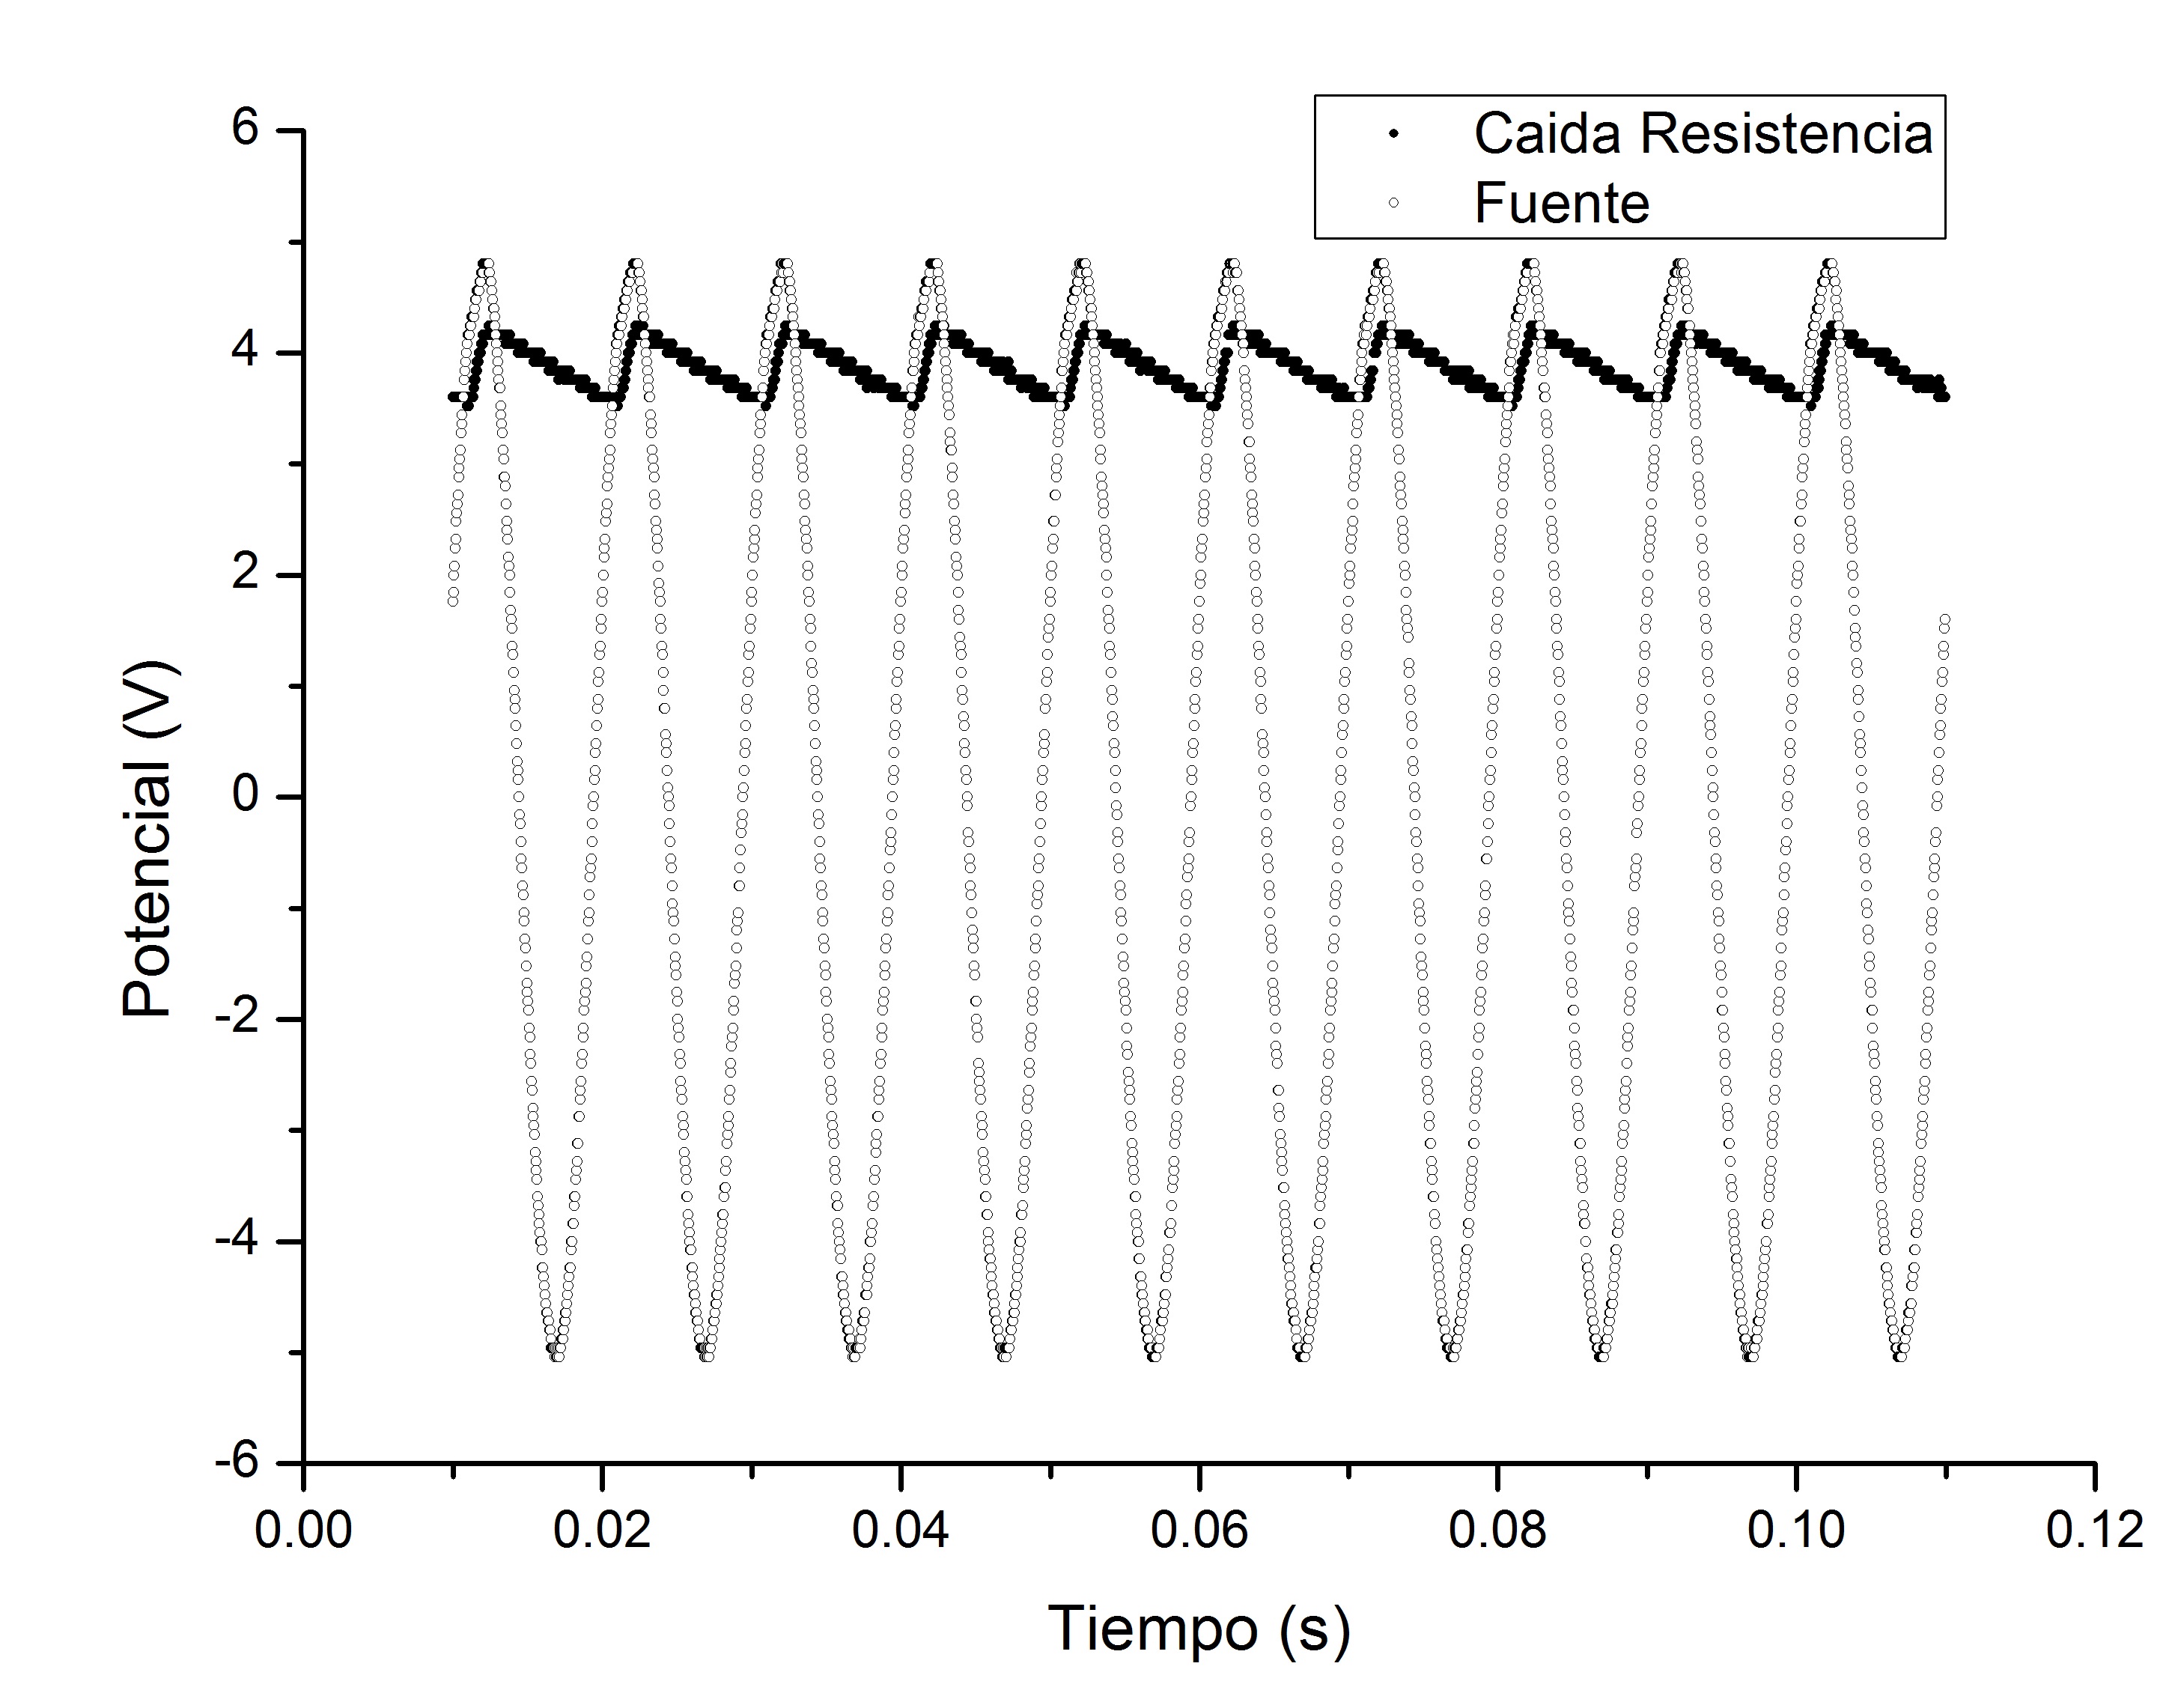 Caida Resistencia
Fuente
6
4
2
0
-2
-4
-6
Potencial (V)
0.00 0.02 0.04 0.06 0.08 0.10 0.12
Tiempo (s)